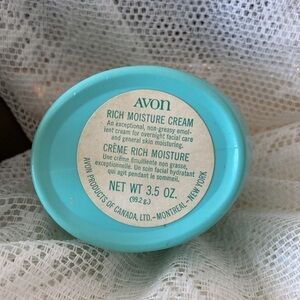 AVON
RICH MOISTURE CREAM
An exceptional, non-greasy emol-
lient cream for overnight facial care
and general skin moisturing.
CRÈME RICH MOISTURE
Une crème émolliente non grasse,
exceptionnelle. Un soin facial hydratant
qui agit pendant le sommeil.
NET WT 3.5 OZ.
(99.2 g.)
AVON PRODUCTS OF CANADA, LTD.-MONTREAL-NEW YORK